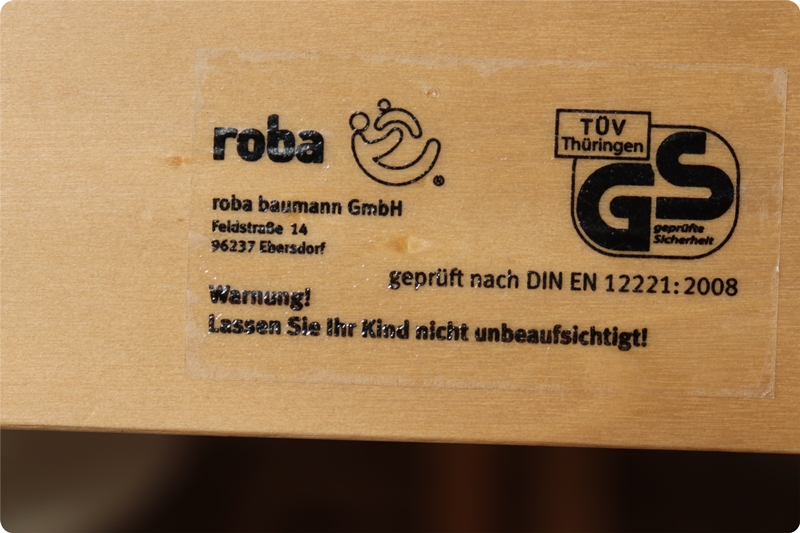 roba
®
roba baumann GmbH
Feldstraße 14
96237 Ebersdorf
TÜV
Thüringen
GS
geprüfte
Sicherheit
geprüft nach DIN EN 12221:2008
Warnung!
Lassen Sie Ihr Kind nicht unbeaufsichtigt!